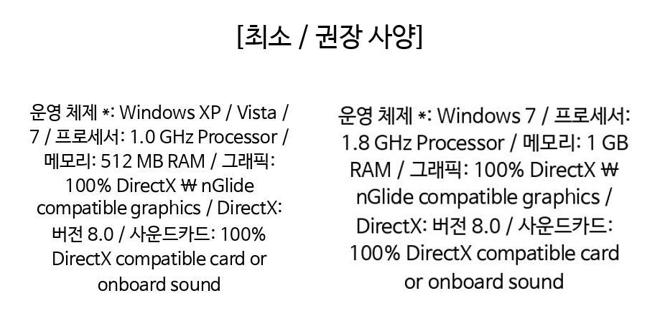 [최소 / 권장 사양]
운영 체제 *: Windows XP / Vista /
7 / 프로세서: 1.0 GHz Processor /
메모리: 512 MB RAM / 그래픽:
100% DirectX ₩ nGlide
compatible graphics / DirectX:
버전 8.0 / 사운드카드: 100%
DirectX compatible card or
onboard sound
운영 체제 *: Windows 7 / 프로세서:
1.8 GHz Processor / 메모리: 1 GB
RAM / 그래픽: 100% DirectX ₩
nGlide compatible graphics /
DirectX: 버전 8.0 / 사운드카드:
100% DirectX compatible card
or onboard sound